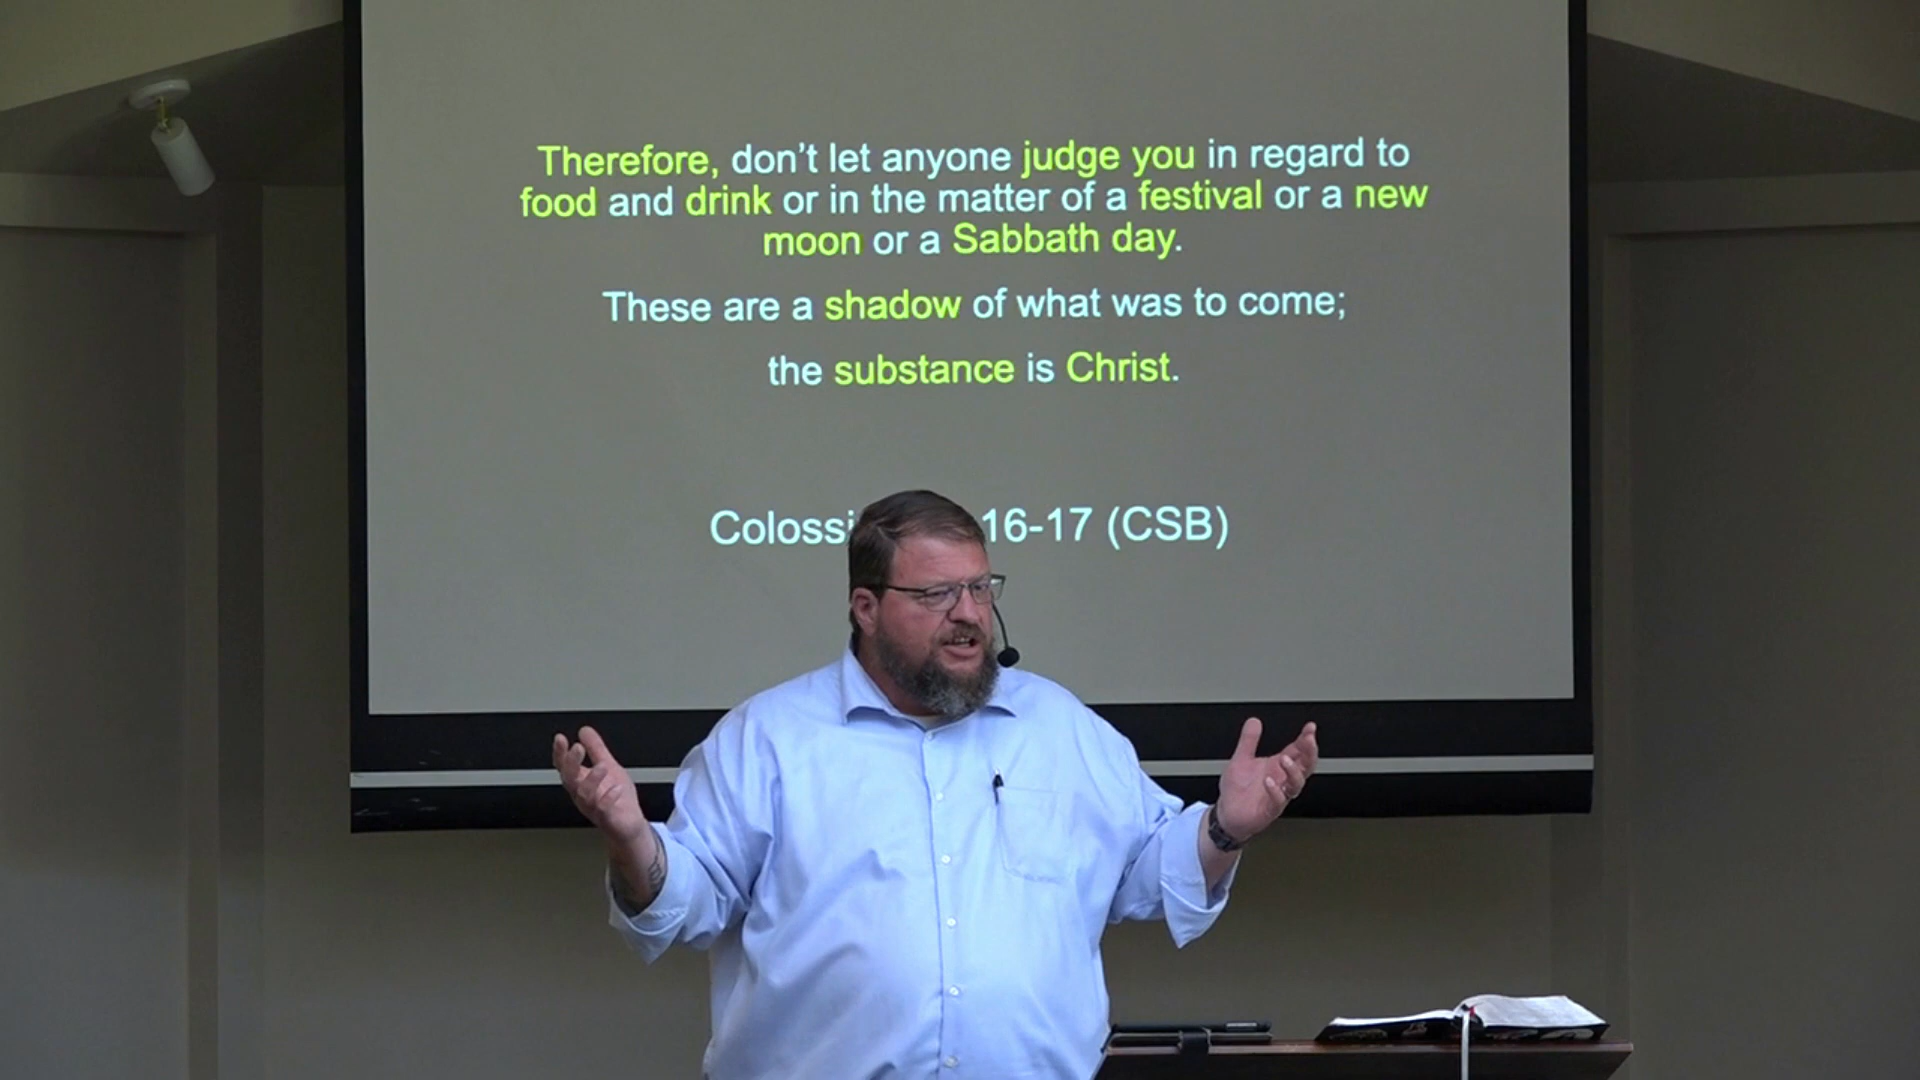 Therefore, don't let anyone judge you in regard to
food and drink or in the matter of a festival or a new
moon or a Sabbath day.
These are a shadow of what was to come;
the substance is Christ.
16-17 (CSB)